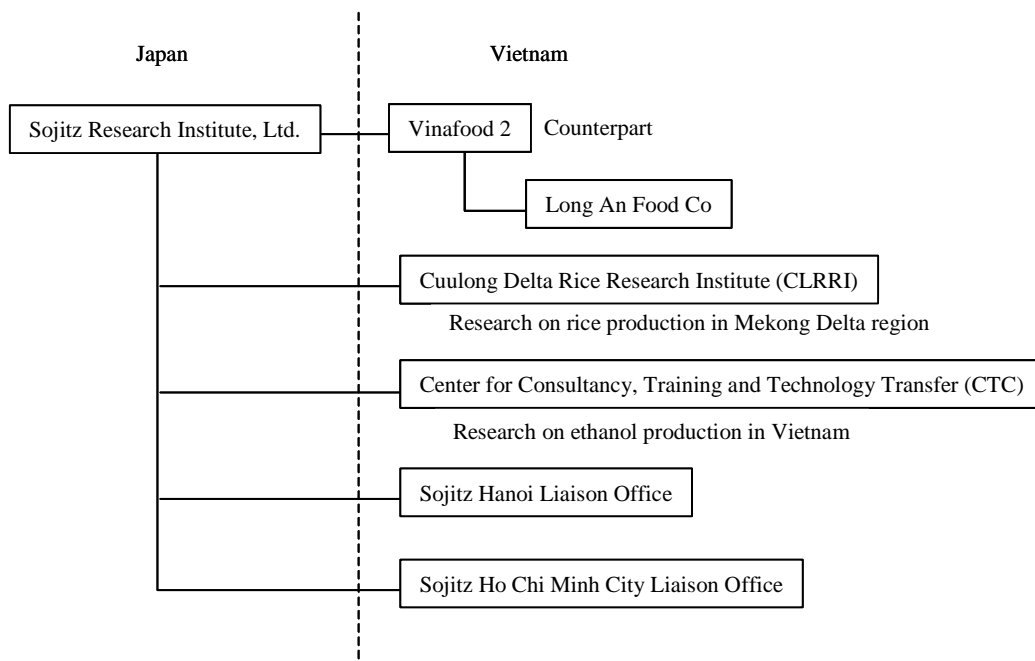 Japan
Vietnam
Sojitz Research Institute, Ltd.
Vinafood 2
Counterpart
Long An Food Co
Cuulong Delta Rice Research Institute (CLRRI)
Research on rice production in Mekong Delta region
Center for Consultancy, Training and Technology Transfer (CTC)
Research on ethanol production in Vietnam
Sojitz Hanoi Liaison Office
Sojitz Ho Chi Minh City Liaison Office